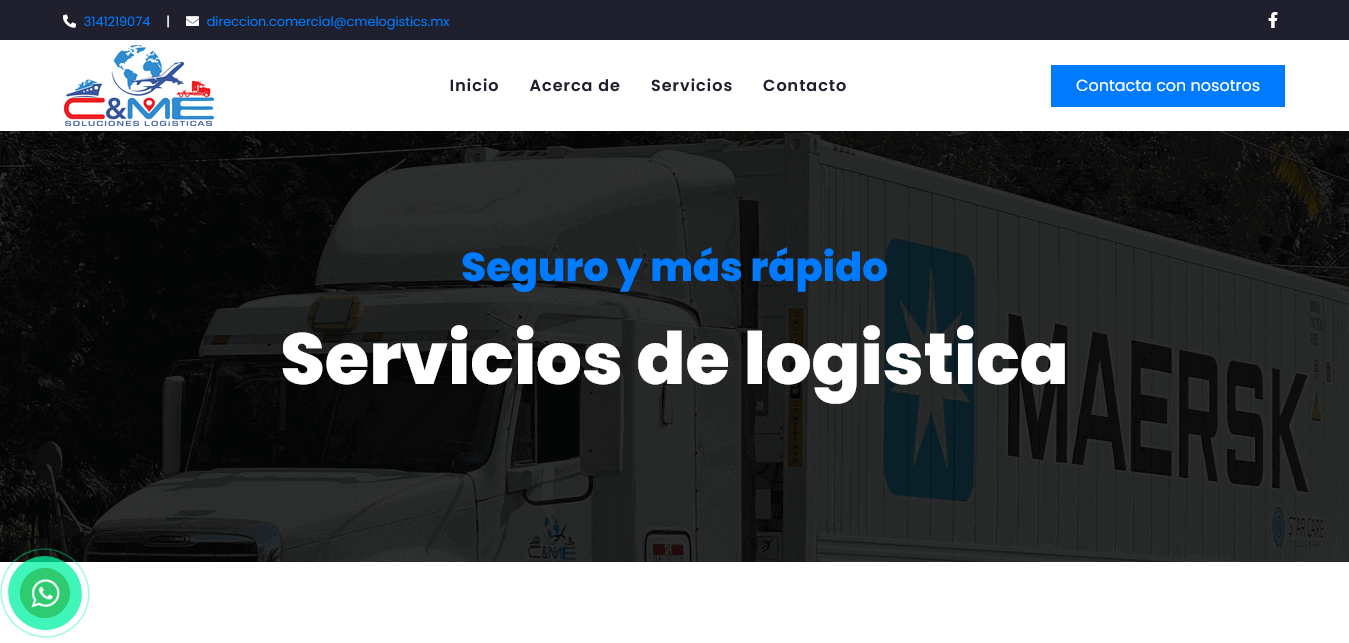 3141219074 | direccion.comercial@cmelogistics.mx
C&ME
SOLUCIONES LOGISTICAS
Inicio Acerca de Servicios Contacto
Contacta con nosotros
Seguro y más rápido
Servicios de logistica
MAERSK
STAR CARE
C&ME